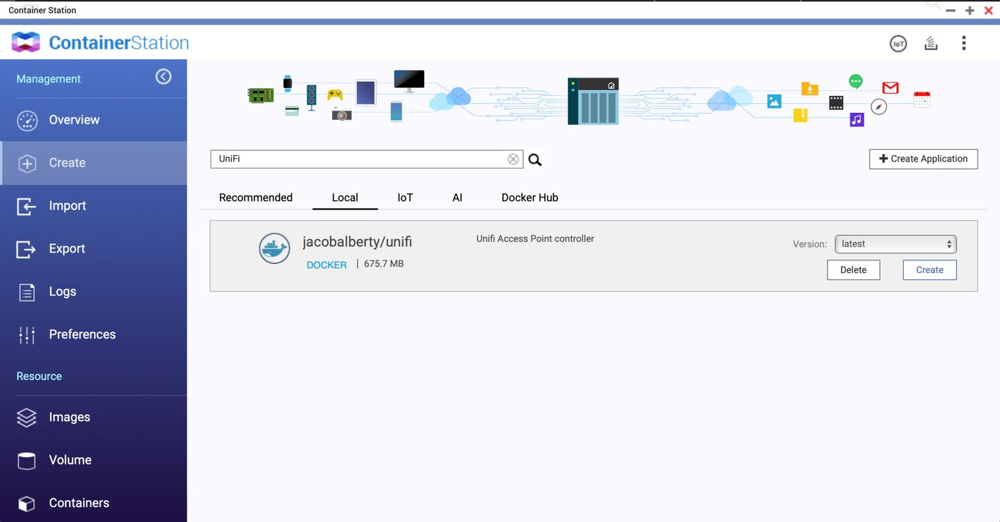 Container Station
ContainerStation
IoT
Management
Overview
Create
Import
Export
Logs
Preferences
Resource
Images
Volume
Containers
UniFi
Create Application
Recommended Local IoT AI Docker Hub
jacobalberty/unifi
DOCKER | 675.7 MB
Unifi Access Point controller
Version: latest
Delete Create